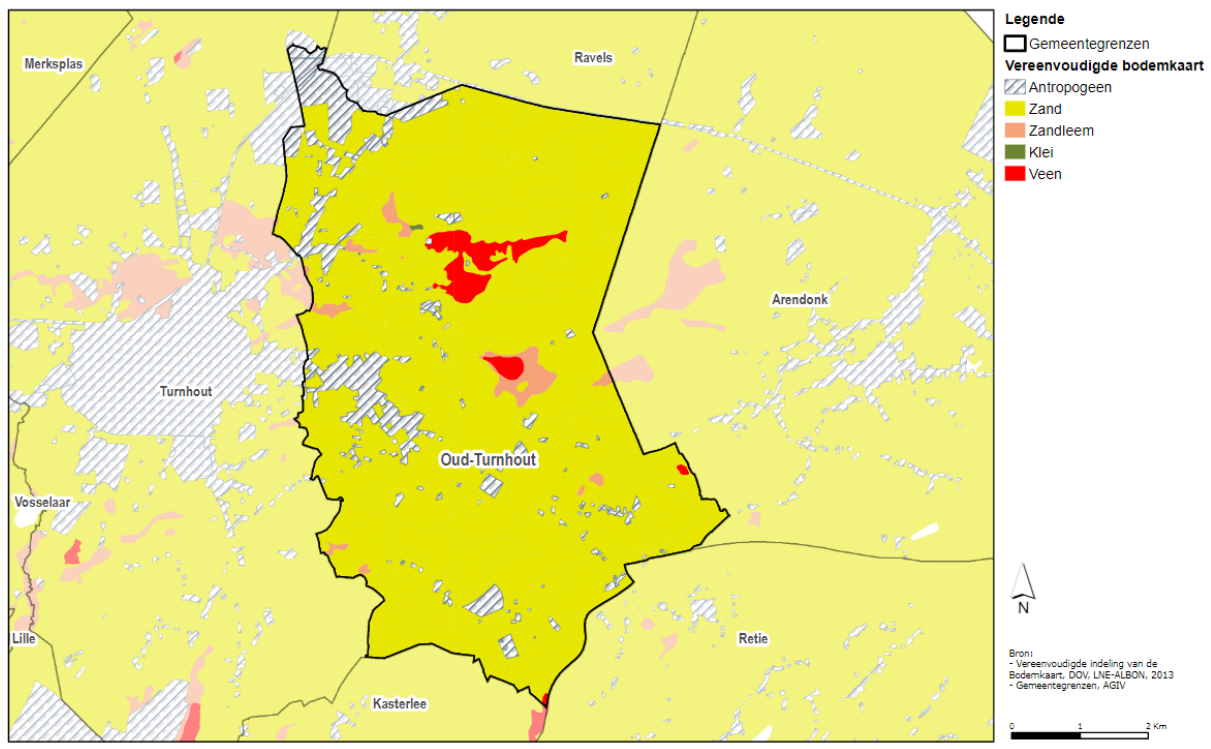 Merksplas
Ravels
Arendonk
Turnhout
Oud-Turnhout
Vosselaar
Lille
Retie
Kasterlee
Legende
Gemeentegrenzen
Vereenvoudigde bodemkaart
Antropogeen
Zand
Zandleem
Klei
Veen
N
Bron:
- Vereenvoudigde indeling van de
Bodemkaart, DOV, LNE-ALBON, 2013
- Gemeentegrenzen, AGIV
0 1 2 Km